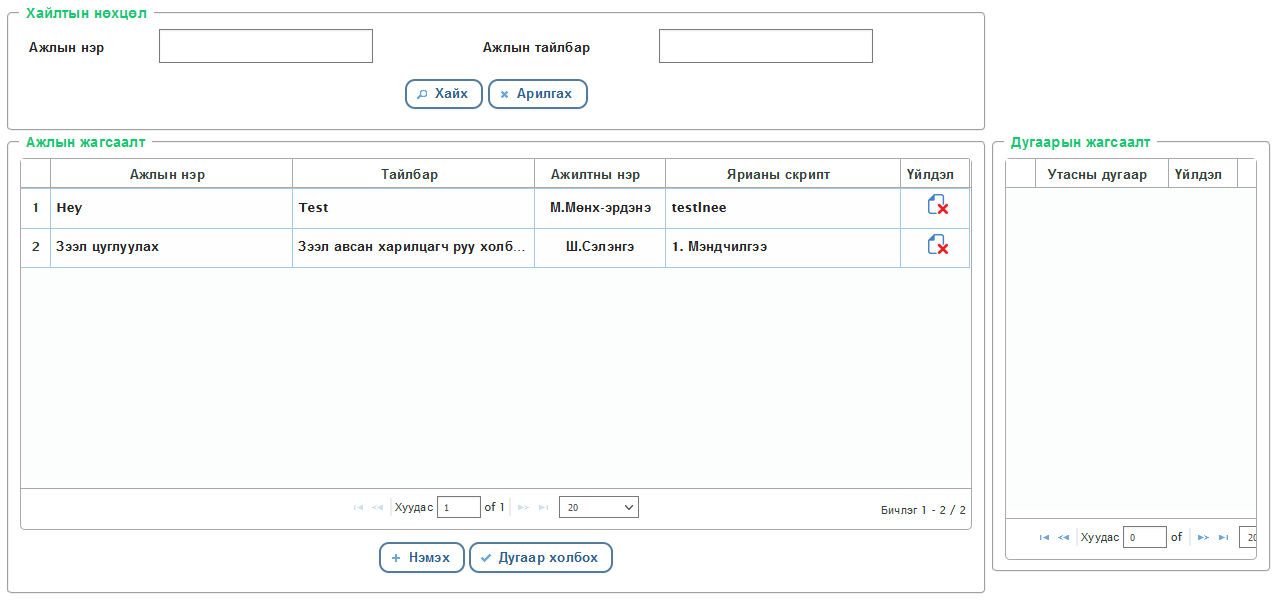 Хайлтын нөхцөл
Ажлын нэр Ажлын тайлбар
Хайх Арилгах
Ажлын жагсаалт
Ажлын нэр Тайлбар Ажилтны нэр Ярианы скрипт Үйлдэл
1 Hey Test М.Мөнх-эрдэнэ testInee
2 Зээл цуглуулах Зээл авсан харилцагч руу холб... Ш.Сэлэнгэ 1. Мэндчилгээ
Хуудас 1 of 1 20 Бичлэг 1 - 2 / 2
Нэмэх Дугаар холбох
Дугаарын жагсаалт
Утасны дугаар Үйлдэл
Хуудас 0 of 20